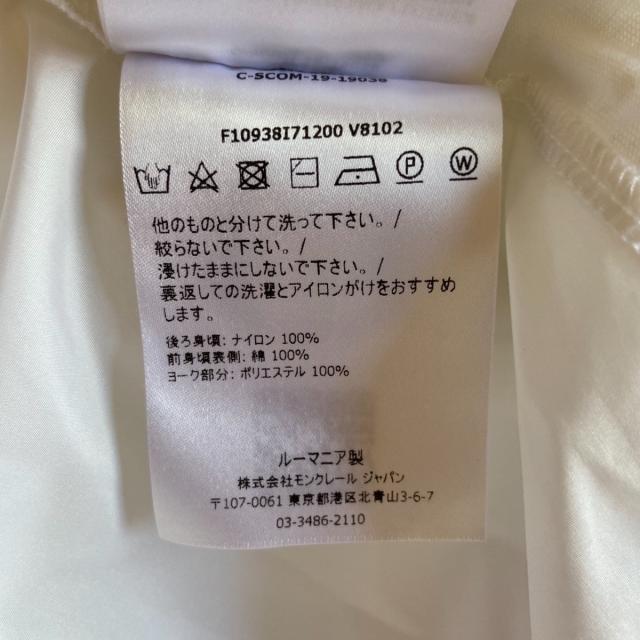 C-SCOM-19-19038
F10938I71200 V8102
P W
他のものと分けて洗って下さい。/
絞らないで下さい。/
浸けたままにしないで下さい。/
裏返しての洗濯とアイロンがけをおすすめ
します。
後ろ身頃: ナイロン 100%
前身頃表側: 綿 100%
ヨーク部分: ポリエステル 100%
ルーマニア製
株式会社モンクレール ジャパン
〒107-0061 東京都港区北青山3-6-7
03-3486-2110